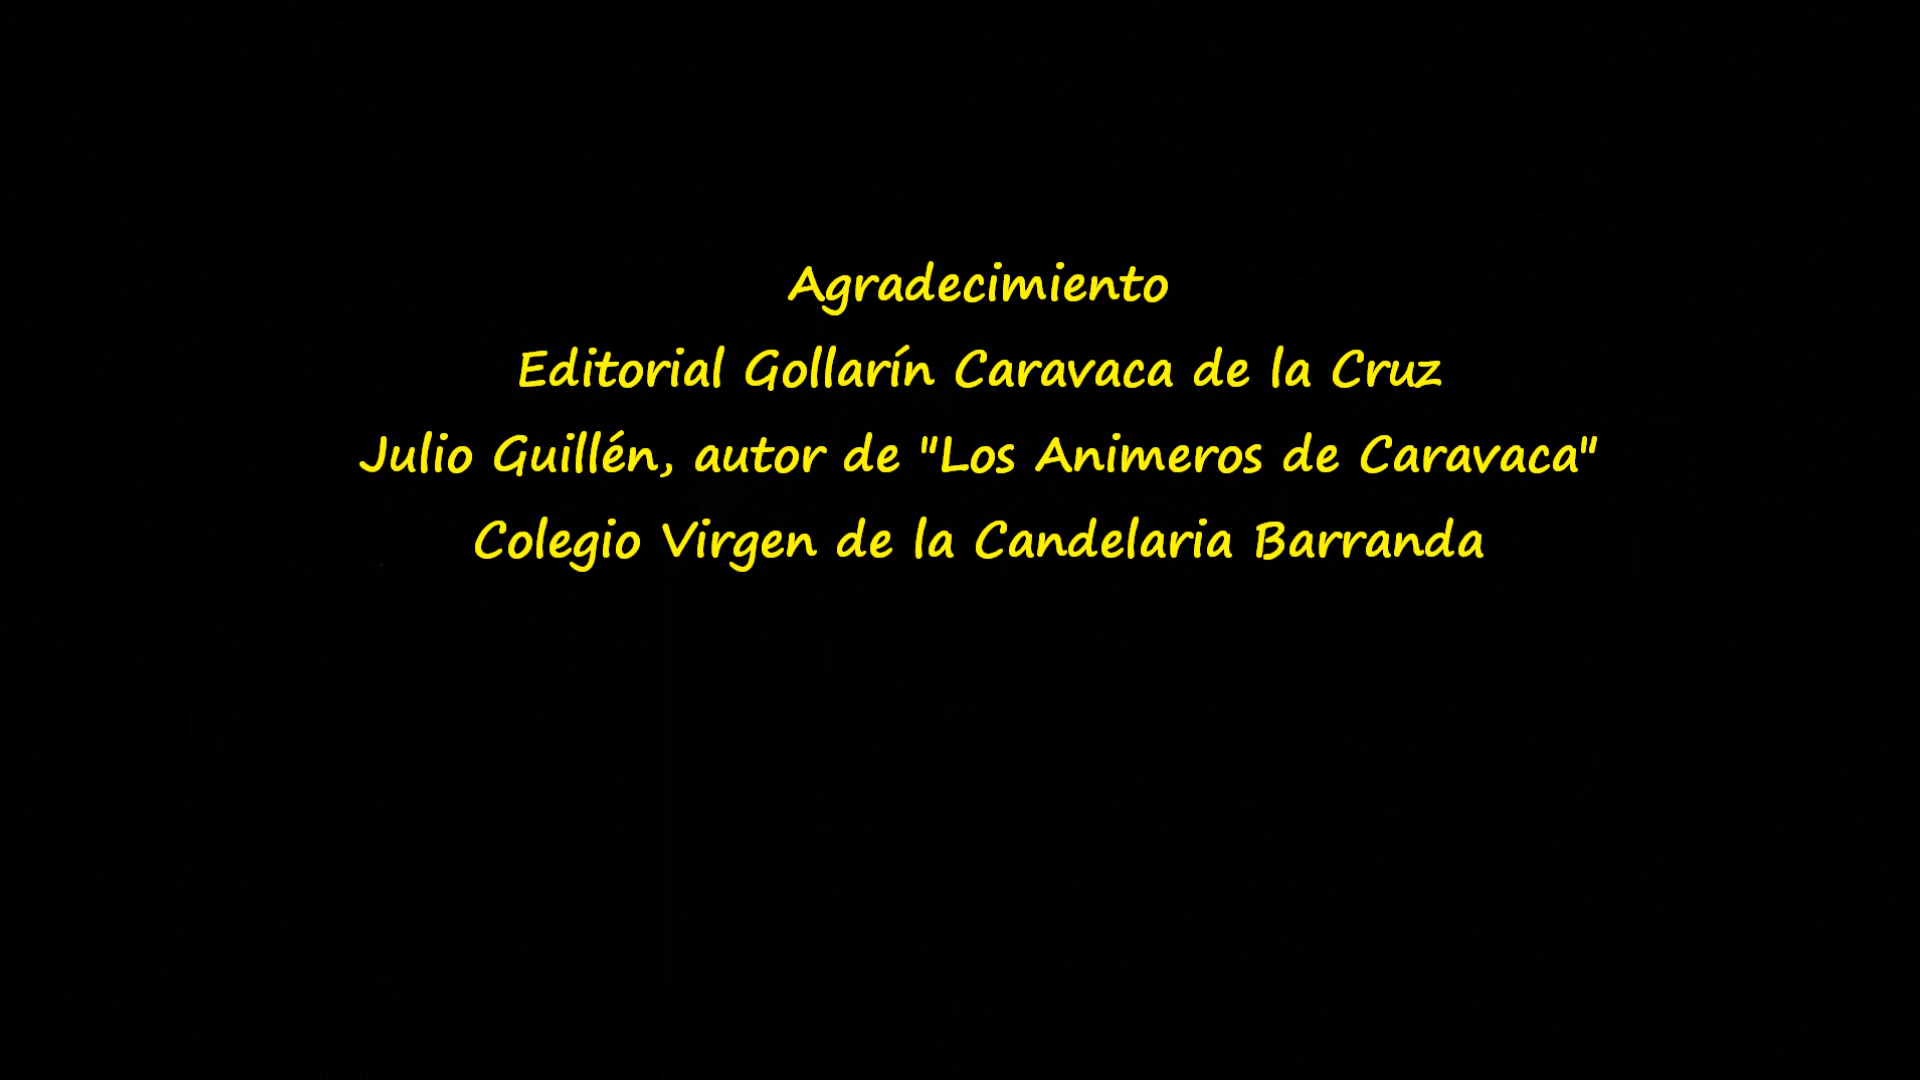 Agradecimiento
Editorial Gollarín Caravaca de la Cruz
Julio Guillén, autor de "Los Animeros de Caravaca"
Colegio Virgen de la Candelaria Barranda